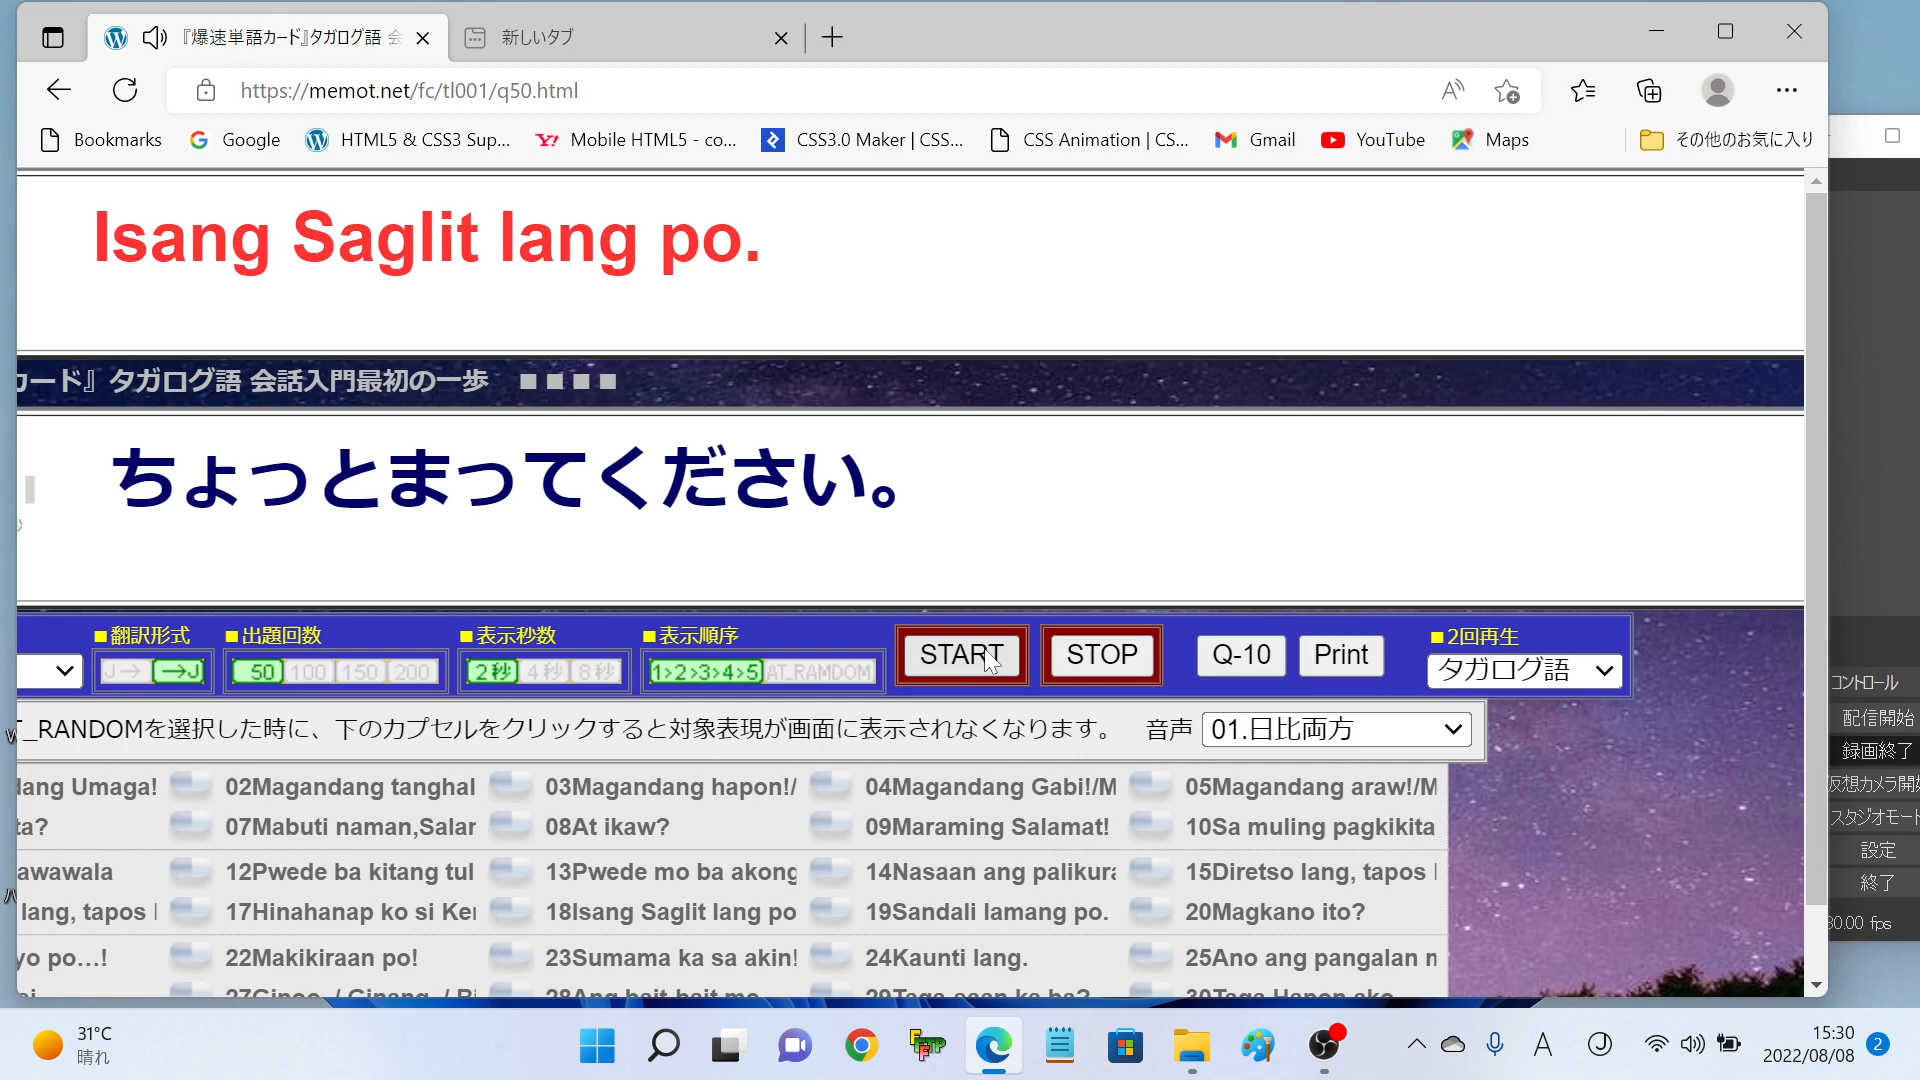 『爆速単語カード』タガログ語 会
新しいタブ
https://memot.net/fc/tl001/q50.html
Bookmarks
Google
HTML5 & CSS3 Sup...
Mobile HTML5 - co...
CSS3.0 Maker | CSS...
CSS Animation | CS...
Gmail
YouTube
Maps
その他のお気に入り
Isang Saglit lang po.
カード』タガログ語 会話入門最初の一歩 ■ ■ ■ ■
ちょっとまってください。
■翻訳形式 ■出題回数 ■表示秒数 ■表示順序
J→ →J 50 100 150 200 2秒 4秒 8秒 1>2>3>4>5 AT_RAMDOM
START STOP Q-10 Print
■2回再生
タガログ語
T_RANDOMを選択した時に、下のカプセルをクリックすると対象表現が画面に表示されなくなります。 音声 01.日比両方
dang Umaga! 02Magandang tanghal 03Magandang hapon!/ 04Magandang Gabi!/M 05Magandang araw!/M
ta? 07Mabuti naman,Salar 08At ikaw? 09Maraming Salamat! 10Sa muling pagkikita
awawala 12Pwede ba kitang tul 13Pwede mo ba akong 14Nasaan ang palikura 15Diretso lang, tapos
lang, tapos 17Hinahanap ko si Ker 18Isang Saglit lang po 19Sandali lamang po. 20Magkano ito?
yo po…! 22Makikiraan po! 23Sumama ka sa akin! 24Kaunti lang. 25Ano ang pangalan n
コントロール
配信開始
録画終了
仮想カメラ開始
スタジオモード
設定
終了
30.00 fps
31°C
晴れ
A
15:30
2022/08/08
2